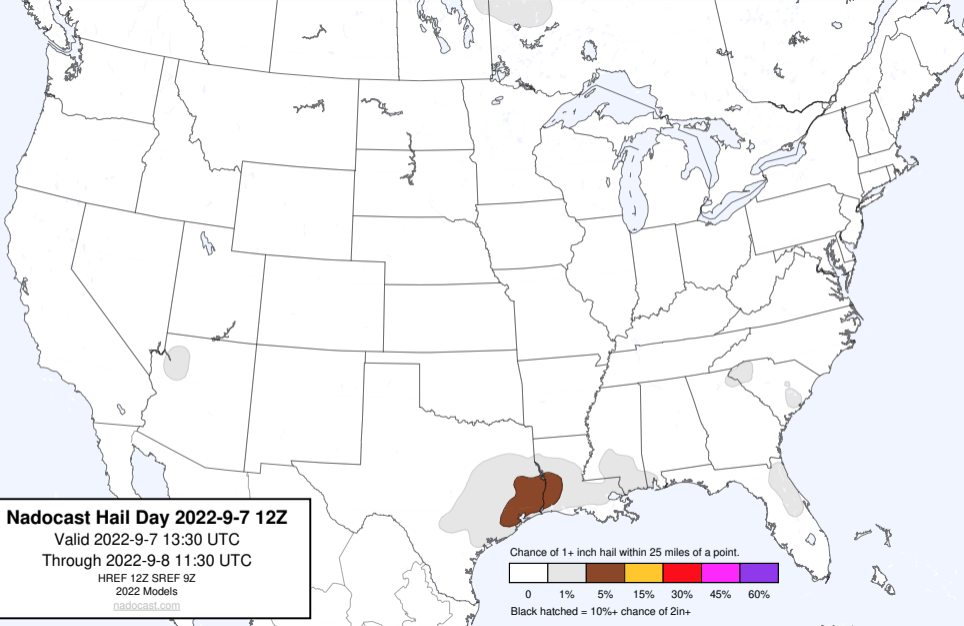 Nadocast Hail Day 2022-9-7 12Z
Valid 2022-9-7 13:30 UTC
Through 2022-9-8 11:30 UTC
HREF 12Z SREF 9Z
2022 Models
nadocast.com
Chance of 1+ inch hail within 25 miles of a point.
0 1% 5% 15% 30% 45% 60%
Black hatched = 10%+ chance of 2in+